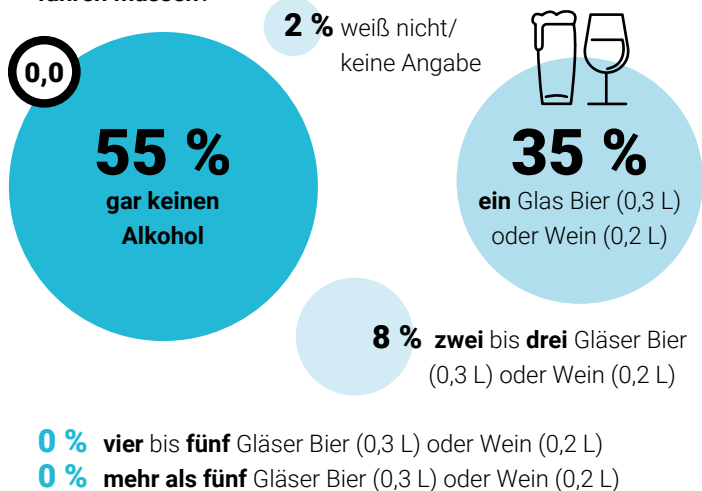 fahren müssen?
2 % weiß nicht/
keine Angabe
0,0
55 %
gar keinen
Alkohol
35 %
ein Glas Bier (0,3 L)
oder Wein (0,2 L)
8 % zwei bis drei Gläser Bier
(0,3 L) oder Wein (0,2 L)
0 % vier bis fünf Gläser Bier (0,3 L) oder Wein (0,2 L)
0 % mehr als fünf Gläser Bier (0,3 L) oder Wein (0,2 L)